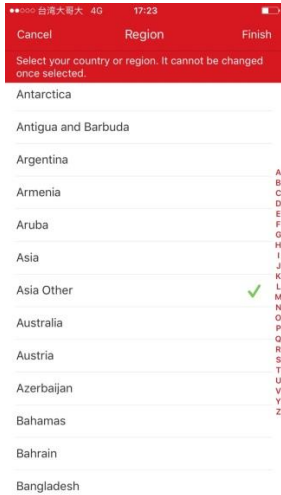 台湾大哥大 4G 17:23
Cancel Region Finish
Select your country or region. It cannot be changed
once selected.
Antarctica
Antigua and Barbuda
Argentina
Armenia
Aruba
Asia
Asia Other
Australia
Austria
Azerbaijan
Bahamas
Bahrain
Bangladesh
A
B
C
D
E
F
G
H
I
J
K
L
M
N
O
P
Q
R
S
T
U
V
Y
Z